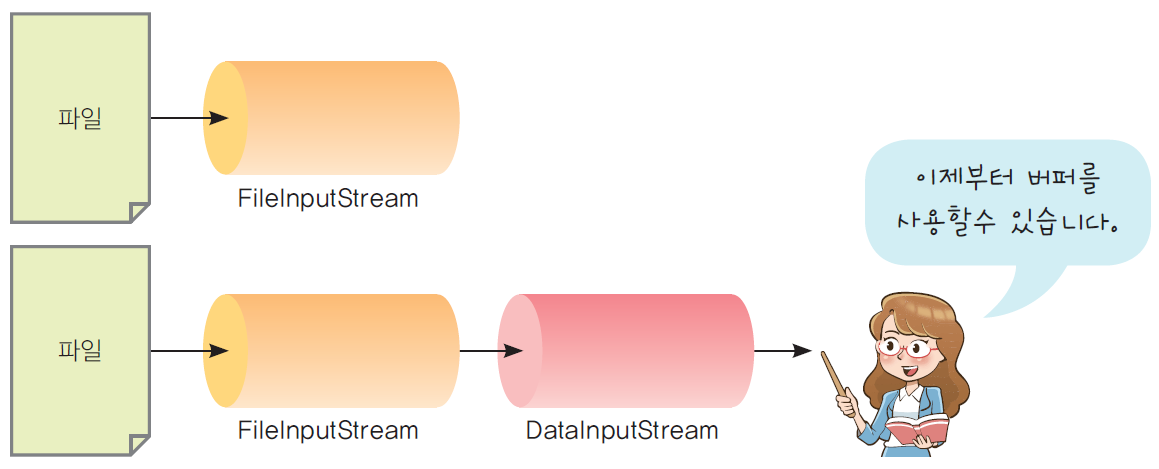 파일
FileInputStream
이제부터 버퍼를
사용할수 있습니다.
파일
FileInputStream
DataInputStream